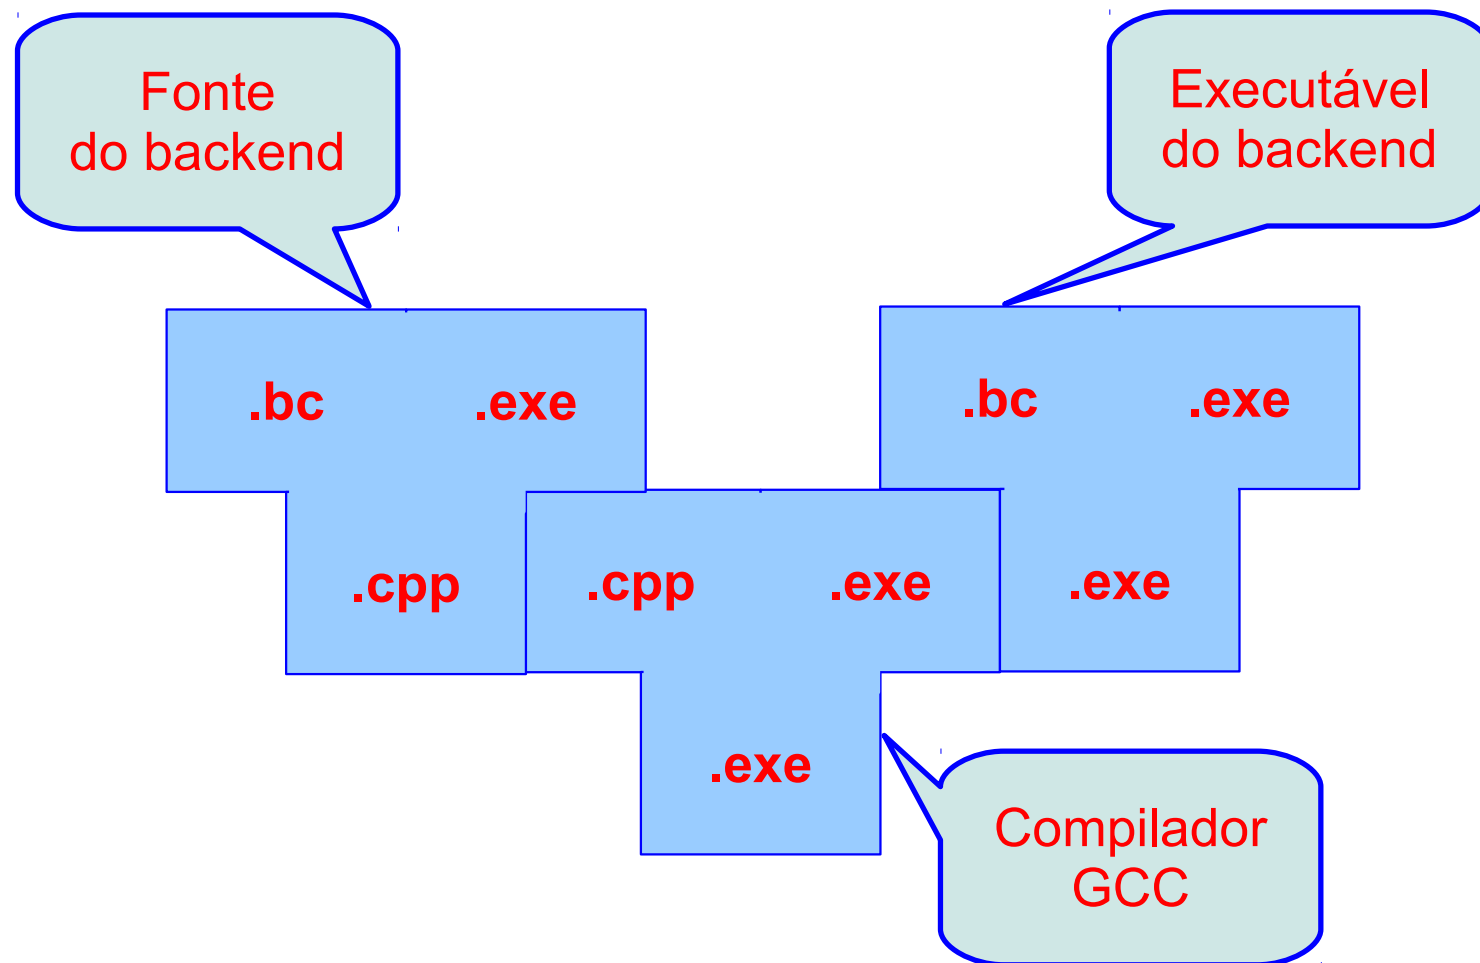 Fonte
do backend
Executável
do backend
.bc .exe
.bc .exe
.cpp
.cpp .exe
.exe
.exe
Compilador
GCC